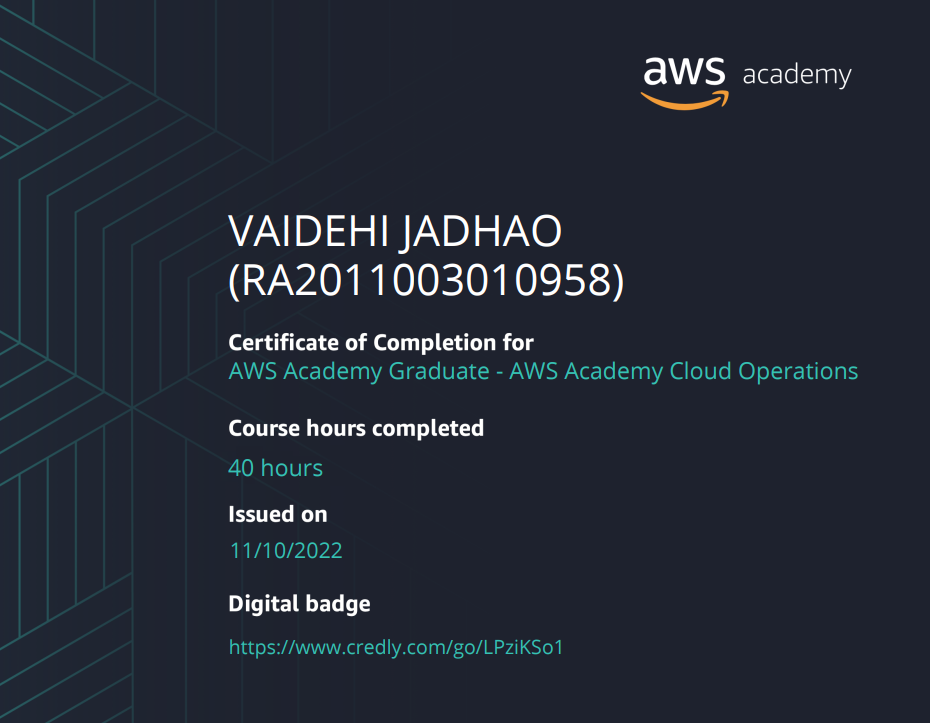 aws academy
VAIDEHI JADHAO
(RA2011003010958)
Certificate of Completion for
AWS Academy Graduate - AWS Academy Cloud Operations
Course hours completed
40 hours
Issued on
11/10/2022
Digital badge
https://www.credly.com/go/LPziKSo1